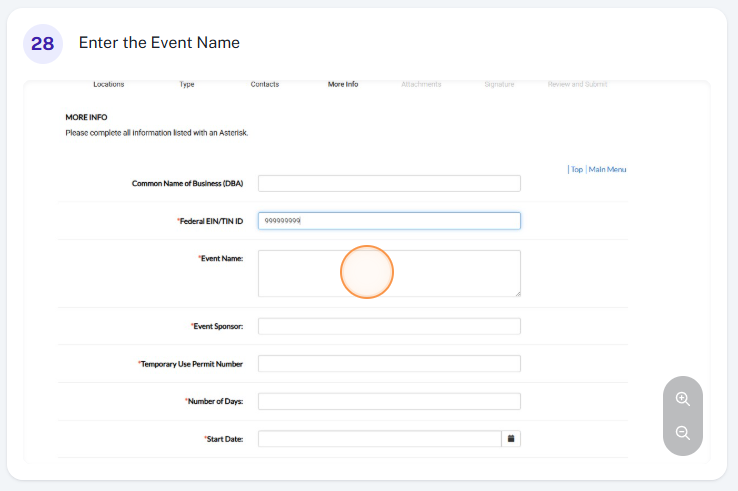 28 Enter the Event Name
Locations Type Contacts More Info Attachments Signature Review and Submit
MORE INFO
Please complete all information listed with an Asterisk.
| Top | Main Menu
Common Name of Business (DBA)
*Federal EIN/TIN ID 999999999
*Event Name:
*Event Sponsor:
*Temporary Use Permit Number
*Number of Days:
*Start Date: